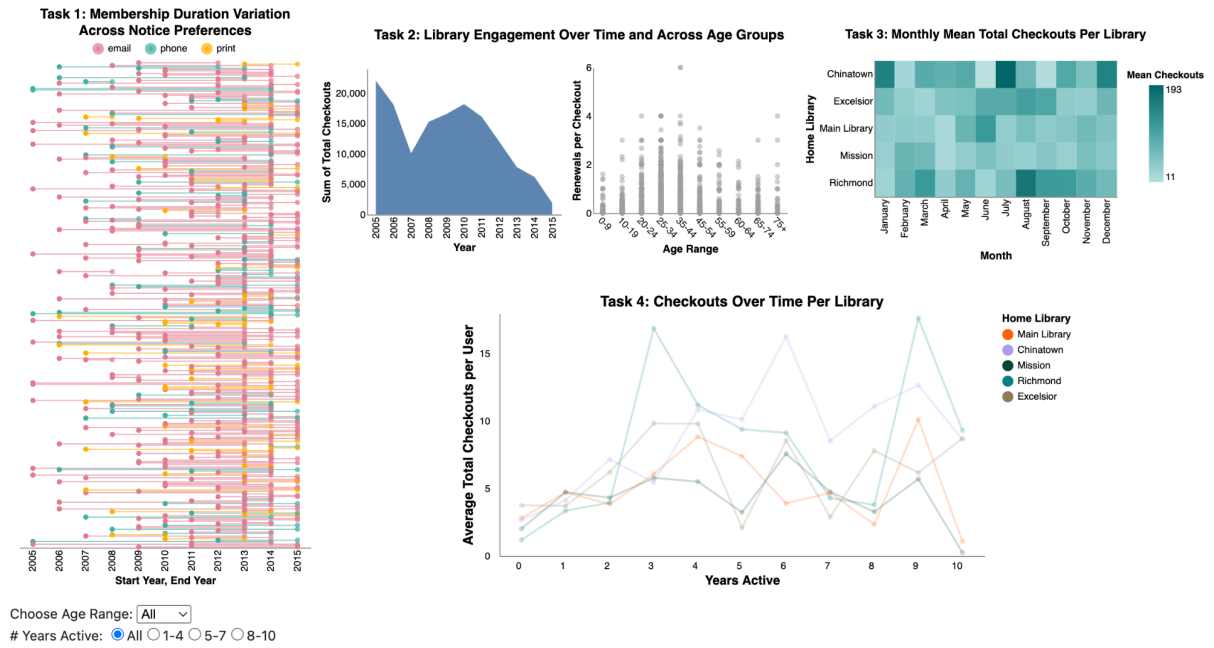 Task 1: Membership Duration Variation
Across Notice Preferences
email phone print
2005 2006 2007 2008 2009 2010 2011 2012 2013 2014 2015
Start Year, End Year
Choose Age Range: All
# Years Active: All 1-4 5-7 8-10
Task 2: Library Engagement Over Time and Across Age Groups
Sum of Total Checkouts
20,000
15,000
10,000
5,000
0
2005 2006 2007 2008 2009 2010 2011 2012 2013 2014 2015
Year
Renewals per Checkout
6
4
2
0
0-9 10-19 20-24 25-34 35-44 45-54 55-59 60-64 65-74 75+
Age Range
Task 3: Monthly Mean Total Checkouts Per Library
Home Library
Chinatown
Excelsior
Main Library
Mission
Richmond
January February March April May June July August September October November December
Month
Mean Checkouts
193
11
Task 4: Checkouts Over Time Per Library
Average Total Checkouts per User
15
10
5
0
0 1 2 3 4 5 6 7 8 9 10
Years Active
Home Library
Main Library
Chinatown
Mission
Richmond
Excelsior